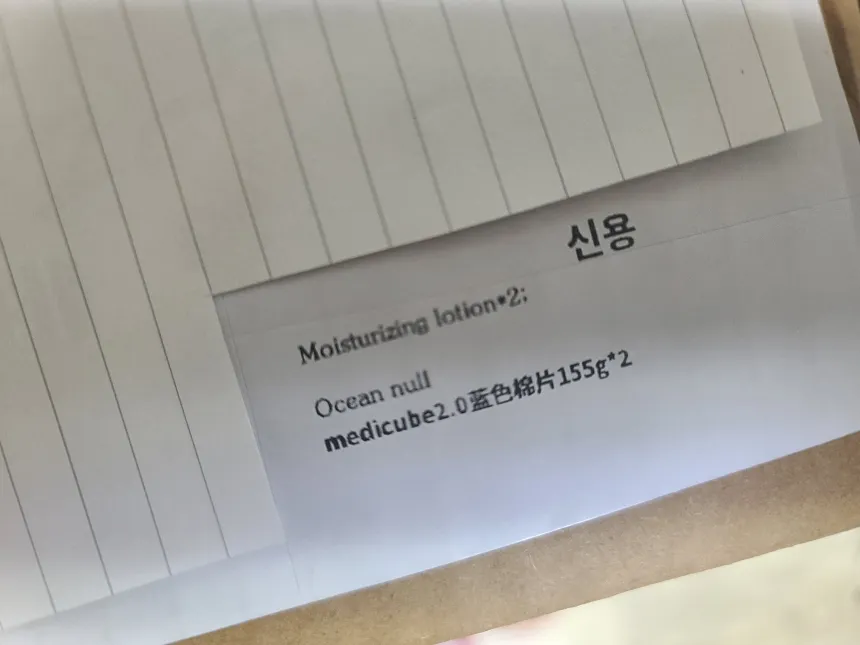 신용
Moisturizing lotion*2;
Ocean null
medicube2.0蓝色棉片155g*2